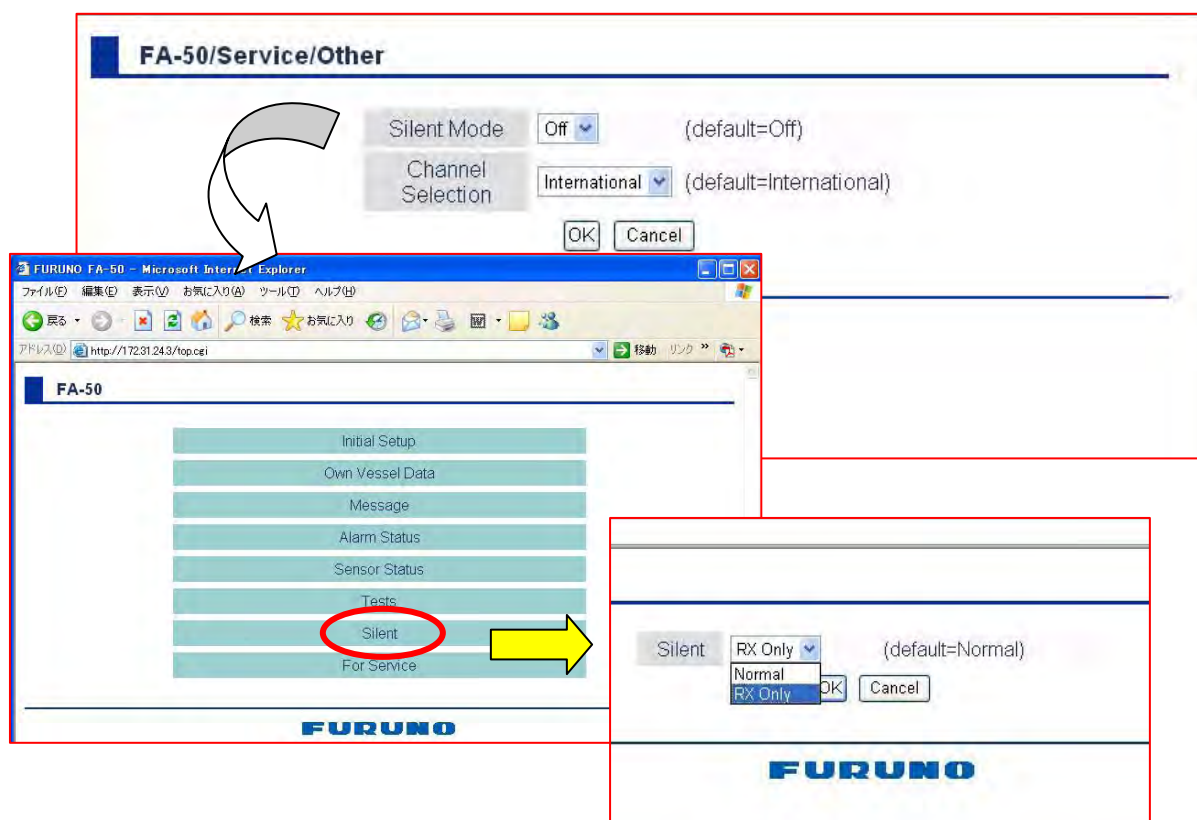 FA-50/Service/Other
Silent Mode Off (default=Off)
Channel Selection International (default=International)
OK Cancel
FURUNO FA-50 - Microsoft Internet Explorer
ファイル(F) 編集(E) 表示(V) お気に入り(A) ツール(T) ヘルプ(H)
戻る 検索 お気に入り
アドレス(D) http://172.31.24.3/top.cgi 移動 リンク »
FA-50
Initial Setup
Own Vessel Data
Message
Alarm Status
Sensor Status
Tests
Silent
For Service
FURUNO
Silent RX Only (default=Normal)
Normal
RX Only OK Cancel
FURUNO